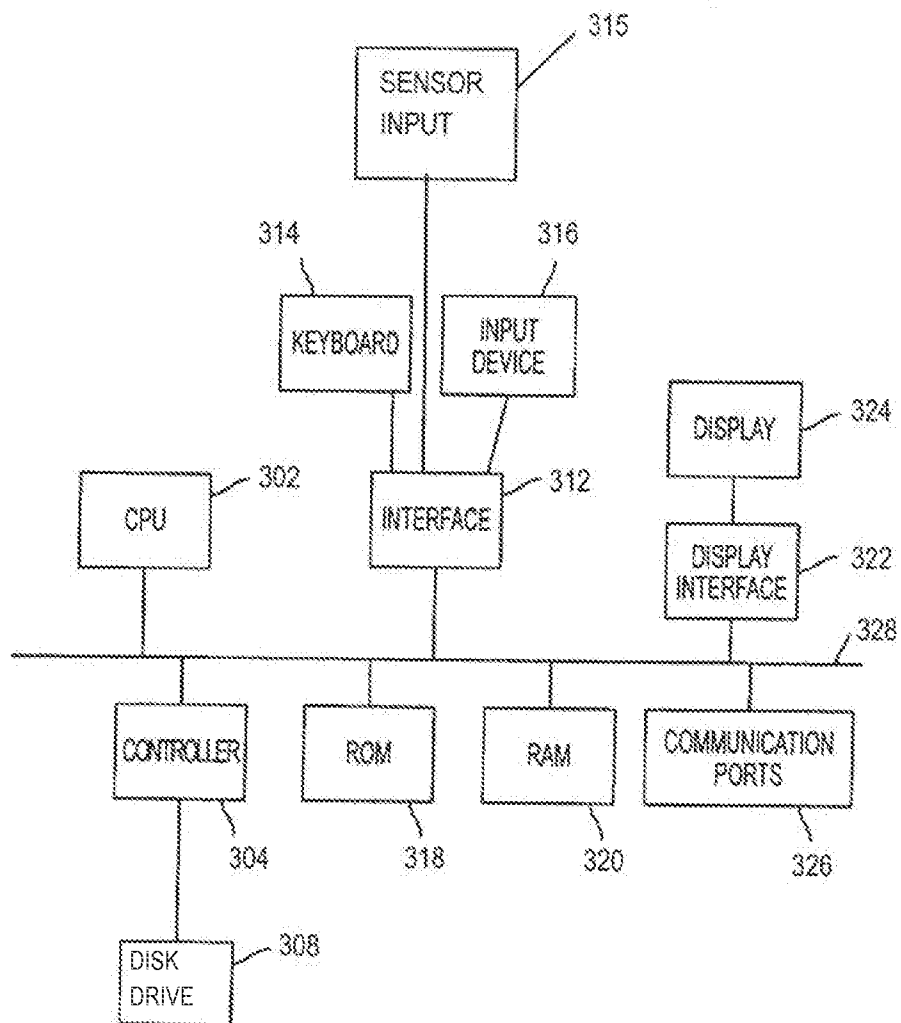 315
SENSOR
INPUT
314
316
KEYBOARD
INPUT
DEVICE
324
DISPLAY
302
312
CPU
INTERFACE
DISPLAY
INTERFACE
322
328
CONTROLLER
ROM
RAM
COMMUNICATION
PORTS
304
318
320
326
308
DISK
DRIVE